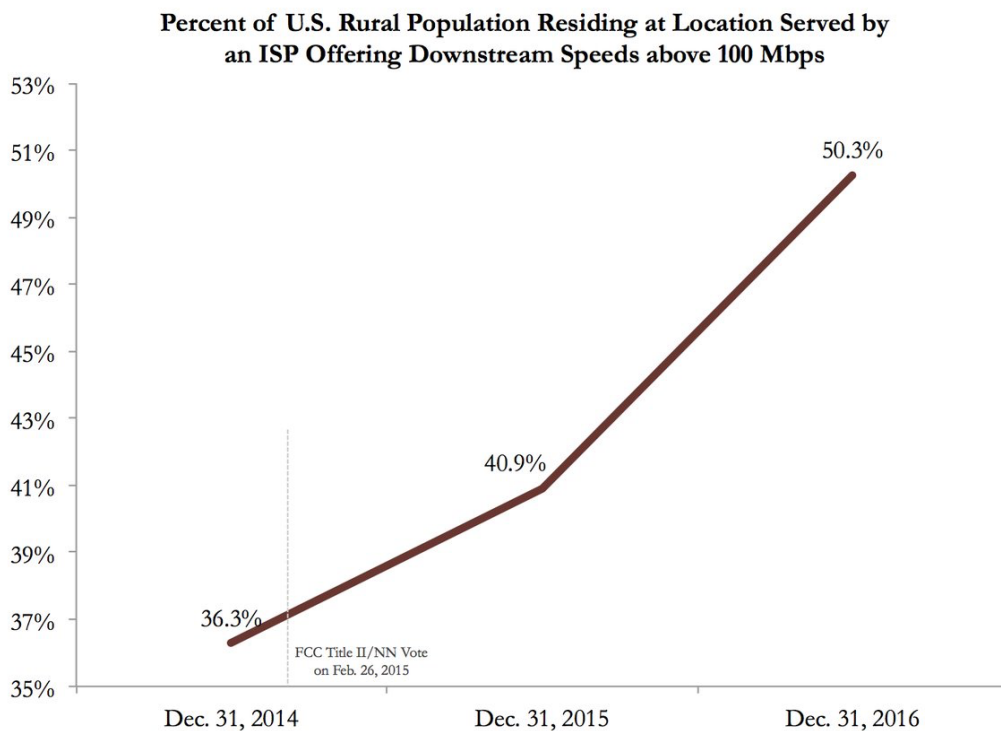 Percent of U.S. Rural Population Residing at Location Served by
an ISP Offering Downstream Speeds above 100 Mbps
53%
51%
50.3%
49%
47%
45%
43%
40.9%
41%
39%
37%
36.3%
FCC Title II/NN Vote
on Feb. 26, 2015
35%
Dec. 31, 2014
Dec. 31, 2015
Dec. 31, 2016